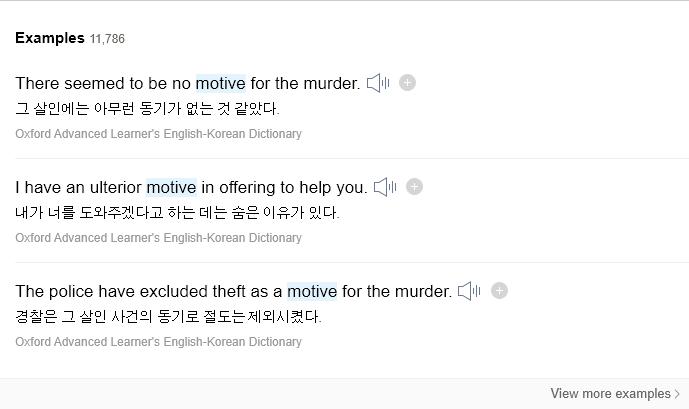 Examples 11,786
There seemed to be no motive for the murder.
그 살인에는 아무런 동기가 없는 것 같았다.
Oxford Advanced Learner's English-Korean Dictionary
I have an ulterior motive in offering to help you.
내가 너를 도와주겠다고 하는 데는 숨은 이유가 있다.
Oxford Advanced Learner's English-Korean Dictionary
The police have excluded theft as a motive for the murder.
경찰은 그 살인 사건의 동기로 절도는 제외시켰다.
Oxford Advanced Learner's English-Korean Dictionary
View more examples